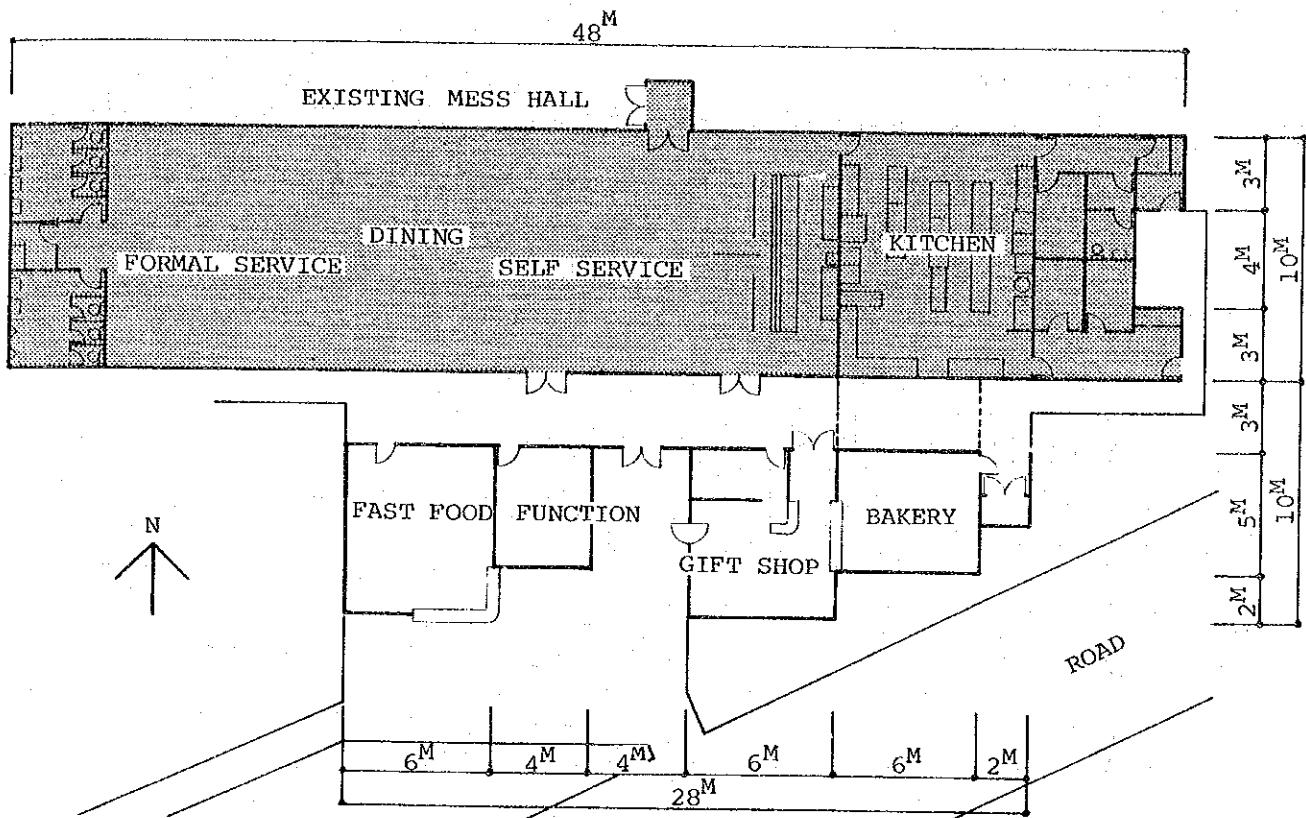 48M
EXISTING MESS HALL
3M
DINING
KITCHEN
FORMAL SERVICE
SELF SERVICE
4M
10M
3M
3M
FAST FOOD
FUNCTION
BAKERY
N
GIFT SHOP
5M
10M
2M
ROAD
6M
4M
4M
6M
6M
2M
28M